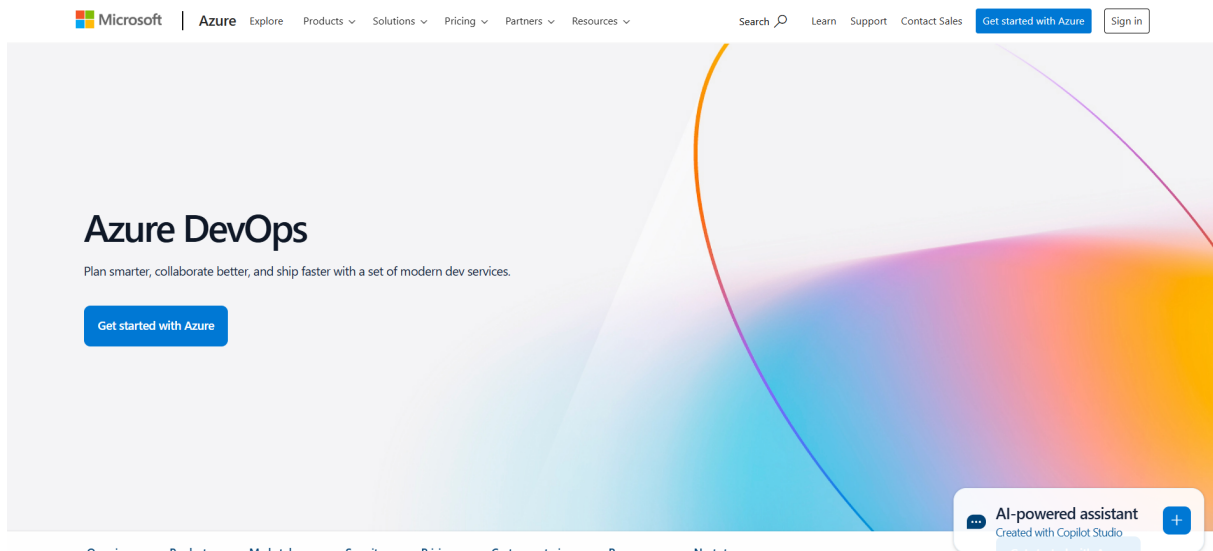 Microsoft Azure Explore Products Solutions Pricing Partners Resources Search Learn Support Contact Sales Get started with Azure Sign in
Azure DevOps
Plan smarter, collaborate better, and ship faster with a set of modern dev services.
Get started with Azure
AI-powered assistant
Created with Copilot Studio